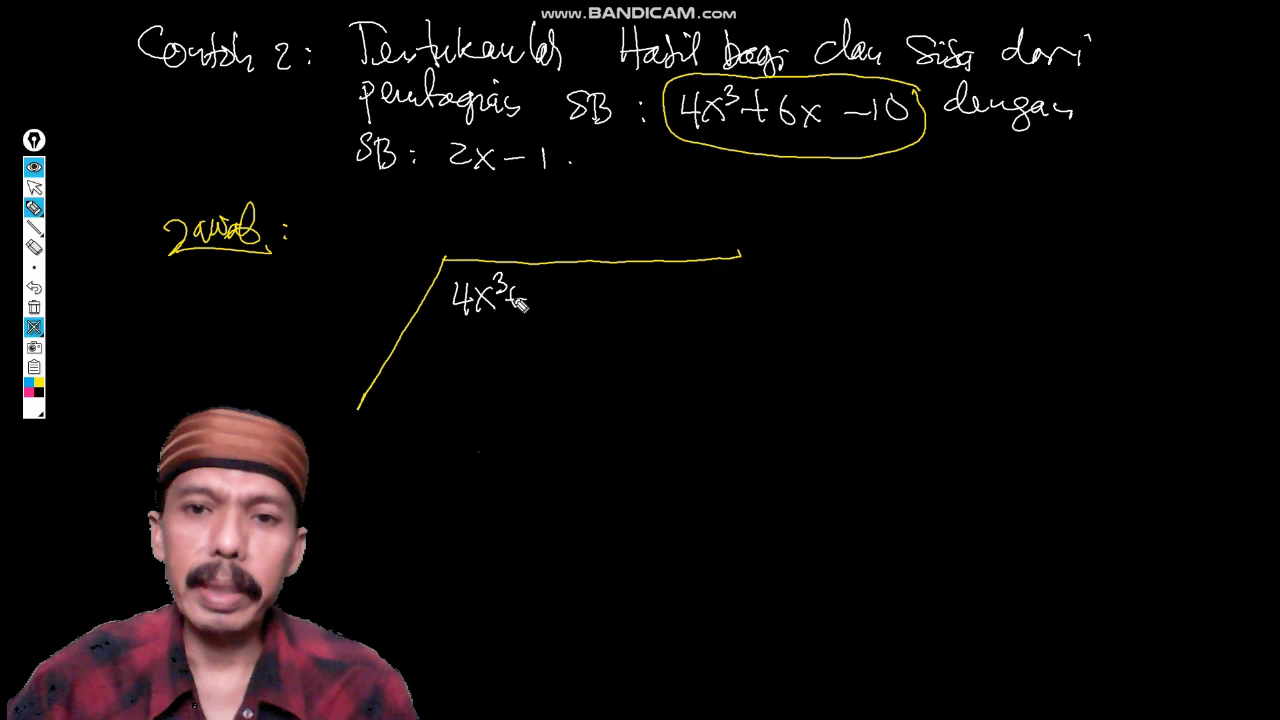 www.BANDICAM.com
Contoh 2: Tentukanlah Hasil bagi dan Sisa dari
pembagian SB : 4x³+6x -10 dengan
SB: 2x-1.
Jawab :
4x³+